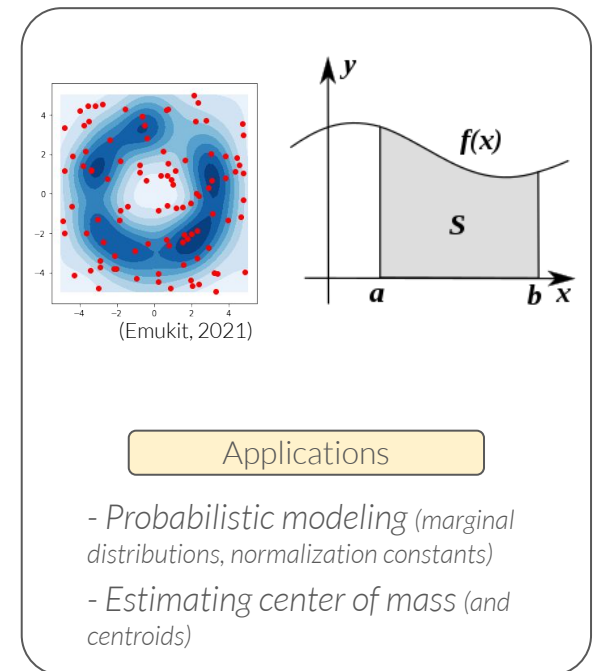 y
f(x)
S
a
b
x
4
2
0
−2
−4
−4
−2
0
2
4
(Emukit, 2021)
Applications
- Probabilistic modeling (marginal
distributions, normalization constants)
- Estimating center of mass (and
centroids)